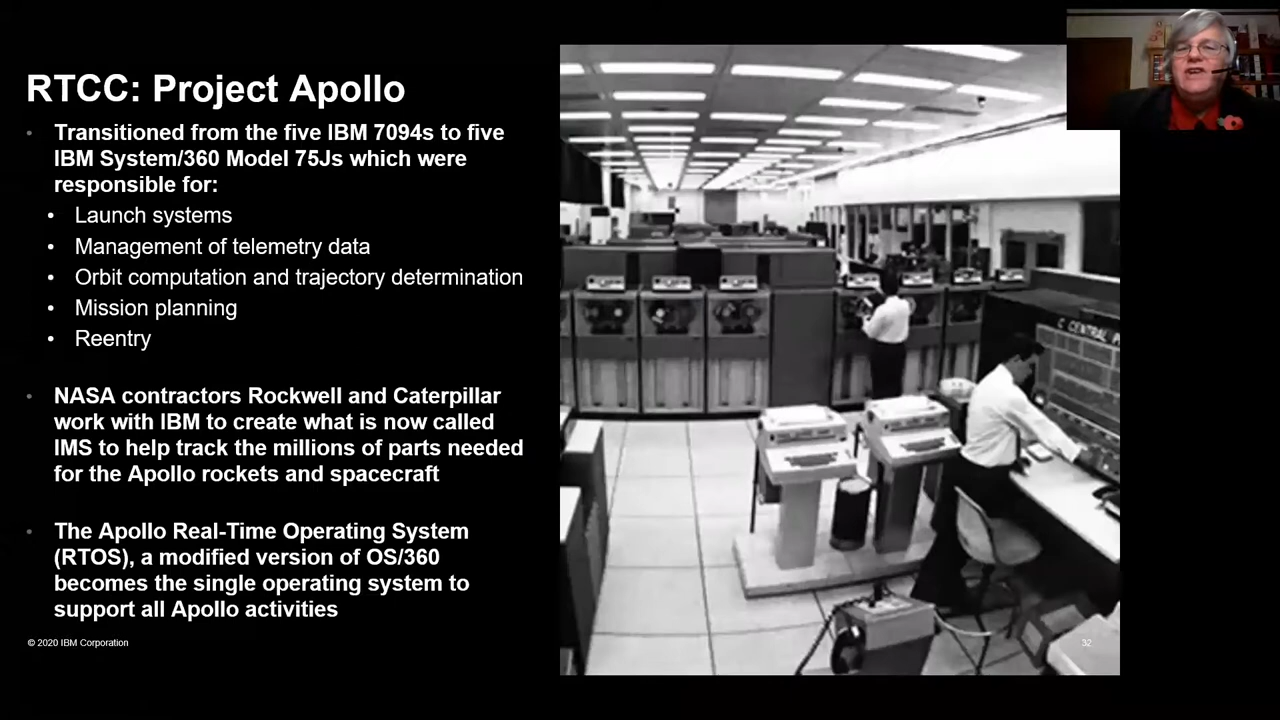 RTCC: Project Apollo
• Transitioned from the five IBM 7094s to five
IBM System/360 Model 75Js which were
responsible for:
• Launch systems
• Management of telemetry data
• Orbit computation and trajectory determination
• Mission planning
• Reentry
• NASA contractors Rockwell and Caterpillar
work with IBM to create what is now called
IMS to help track the millions of parts needed
for the Apollo rockets and spacecraft
• The Apollo Real-Time Operating System
(RTOS), a modified version of OS/360
becomes the single operating system to
support all Apollo activities
© 2020 IBM Corporation
C CENTRAL
32